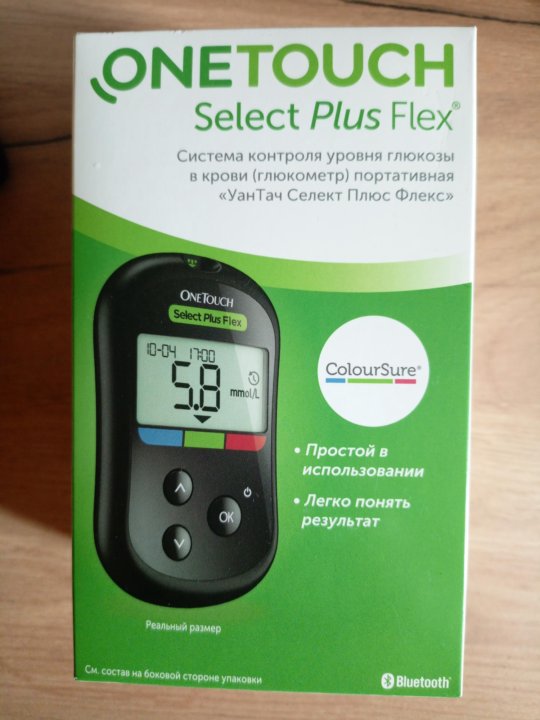 ONETOUCH
Select Plus Flex®
Система контроля уровня глюкозы
в крови (глюкометр) портативная
«УанТач Селект Плюс Флекс»
ONETOUCH
Select Plus Flex
10-04 17:00
5.8
mmol/L
OK
ColourSure®
• Простой в
использовании
• Легко понять
результат
Реальный размер
См. состав на боковой стороне упаковки
Bluetooth®